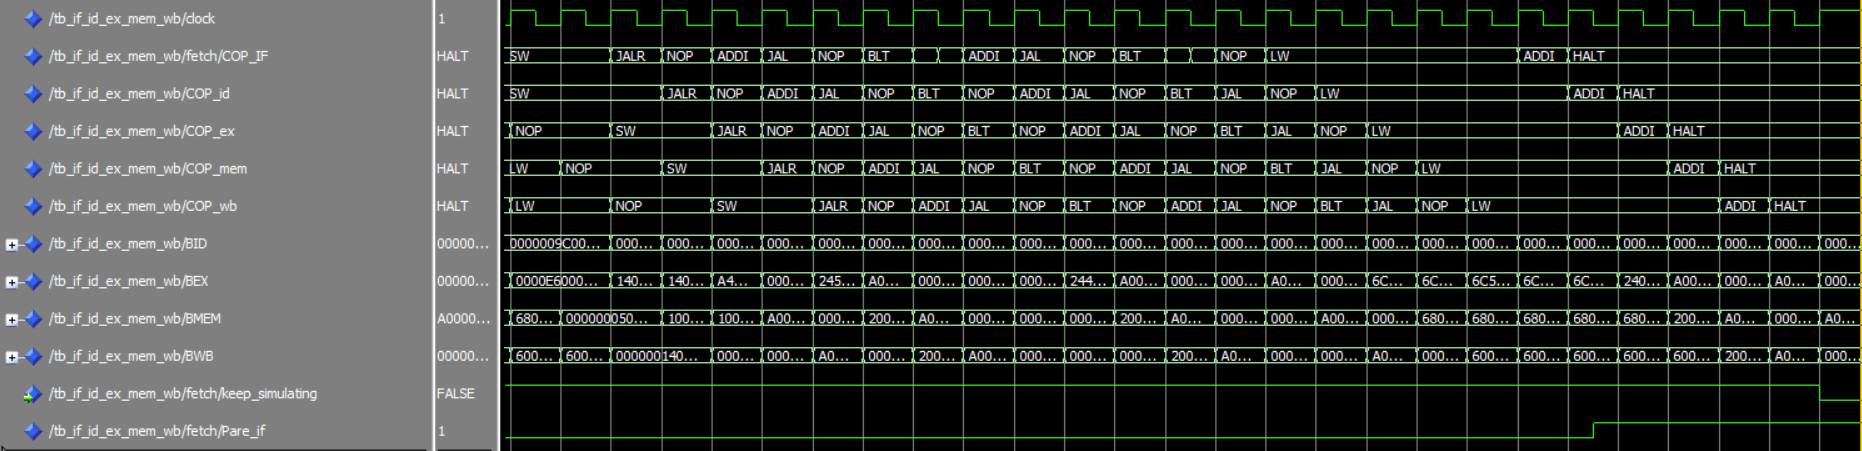 /tb_if_id_ex_mem_wb/clock 1
/tb_if_id_ex_mem_wb/fetch/COP_IF HALT SW JALR NOP ADDI JAL NOP BLT ADDI JAL NOP BLT NOP LW ADDI HALT
/tb_if_id_ex_mem_wb/COP_id HALT SW JALR NOP ADDI JAL NOP BLT NOP ADDI JAL NOP BLT JAL NOP LW ADDI HALT
/tb_if_id_ex_mem_wb/COP_ex HALT NOP SW JALR NOP ADDI JAL NOP BLT NOP ADDI JAL NOP BLT JAL NOP LW ADDI HALT
/tb_if_id_ex_mem_wb/COP_mem HALT LW NOP SW JALR NOP ADDI JAL NOP BLT NOP ADDI JAL NOP BLT JAL NOP LW ADDI HALT
/tb_if_id_ex_mem_wb/COP_wb HALT LW NOP SW JALR NOP ADDI JAL NOP BLT NOP ADDI JAL NOP BLT JAL NOP LW ADDI HALT
/tb_if_id_ex_mem_wb/BID 00000... 0000009C00... 000... 000... 000... 000... 000... 000... 000... 000... 000... 000... 000... 000... 000... 000... 000... 000... 000... 000... 000... 000... 000... 000... 000... 000... 000...
/tb_if_id_ex_mem_wb/BEX 00000... 0000E6000... 140... 140... A4... 000... 245... A0... 000... 000... 000... 244... A00... 000... 000... A0... 000... 6C... 6C... 6C5... 6C... 6C... 240... A00... 000... A0... 000...
/tb_if_id_ex_mem_wb/BMEM A0000... 680... 000000050... 100... 100... A00... 000... 200... A0... 000... 000... 000... 200... A0... 000... 000... A00... 000... 680... 680... 680... 680... 680... 200... A0... 000... A0...
/tb_if_id_ex_mem_wb/BWB 00000... 600... 600... 000000140... 000... 000... A0... 000... 200... A00... 000... 000... 000... 200... A0... 000... 000... A0... 000... 600... 600... 600... 600... 600... 200... A0... 000...
/tb_if_id_ex_mem_wb/fetch/keep_simulating FALSE
/tb_if_id_ex_mem_wb/fetch/Pare_if 1